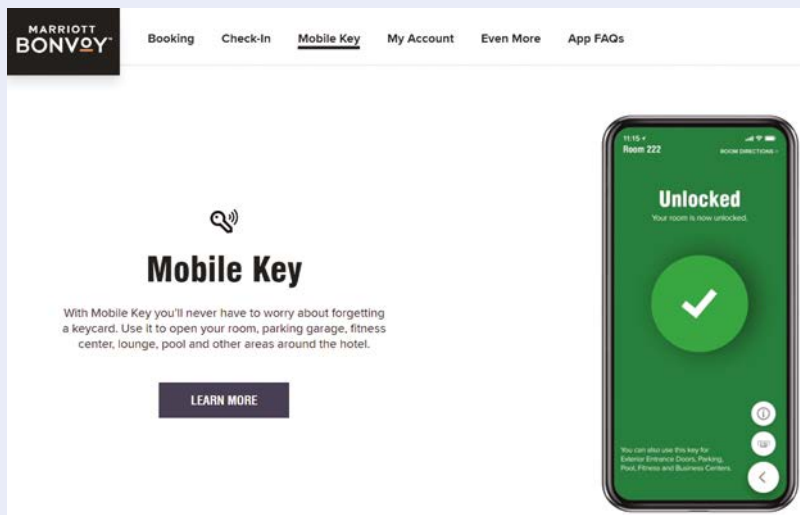 MARRIOTT
BONVOY™
Booking Check-In Mobile Key My Account Even More App FAQs
Mobile Key
With Mobile Key you'll never have to worry about forgetting
a keycard. Use it to open your room, parking garage, fitness
center, lounge, pool and other areas around the hotel.
LEARN MORE
11:15
Room 222
ROOM DIRECTIONS
Unlocked
Your room is now unlocked.
You can also use this key for
Exterior Entrance Doors, Parking,
Pool, Fitness and Business Centers.